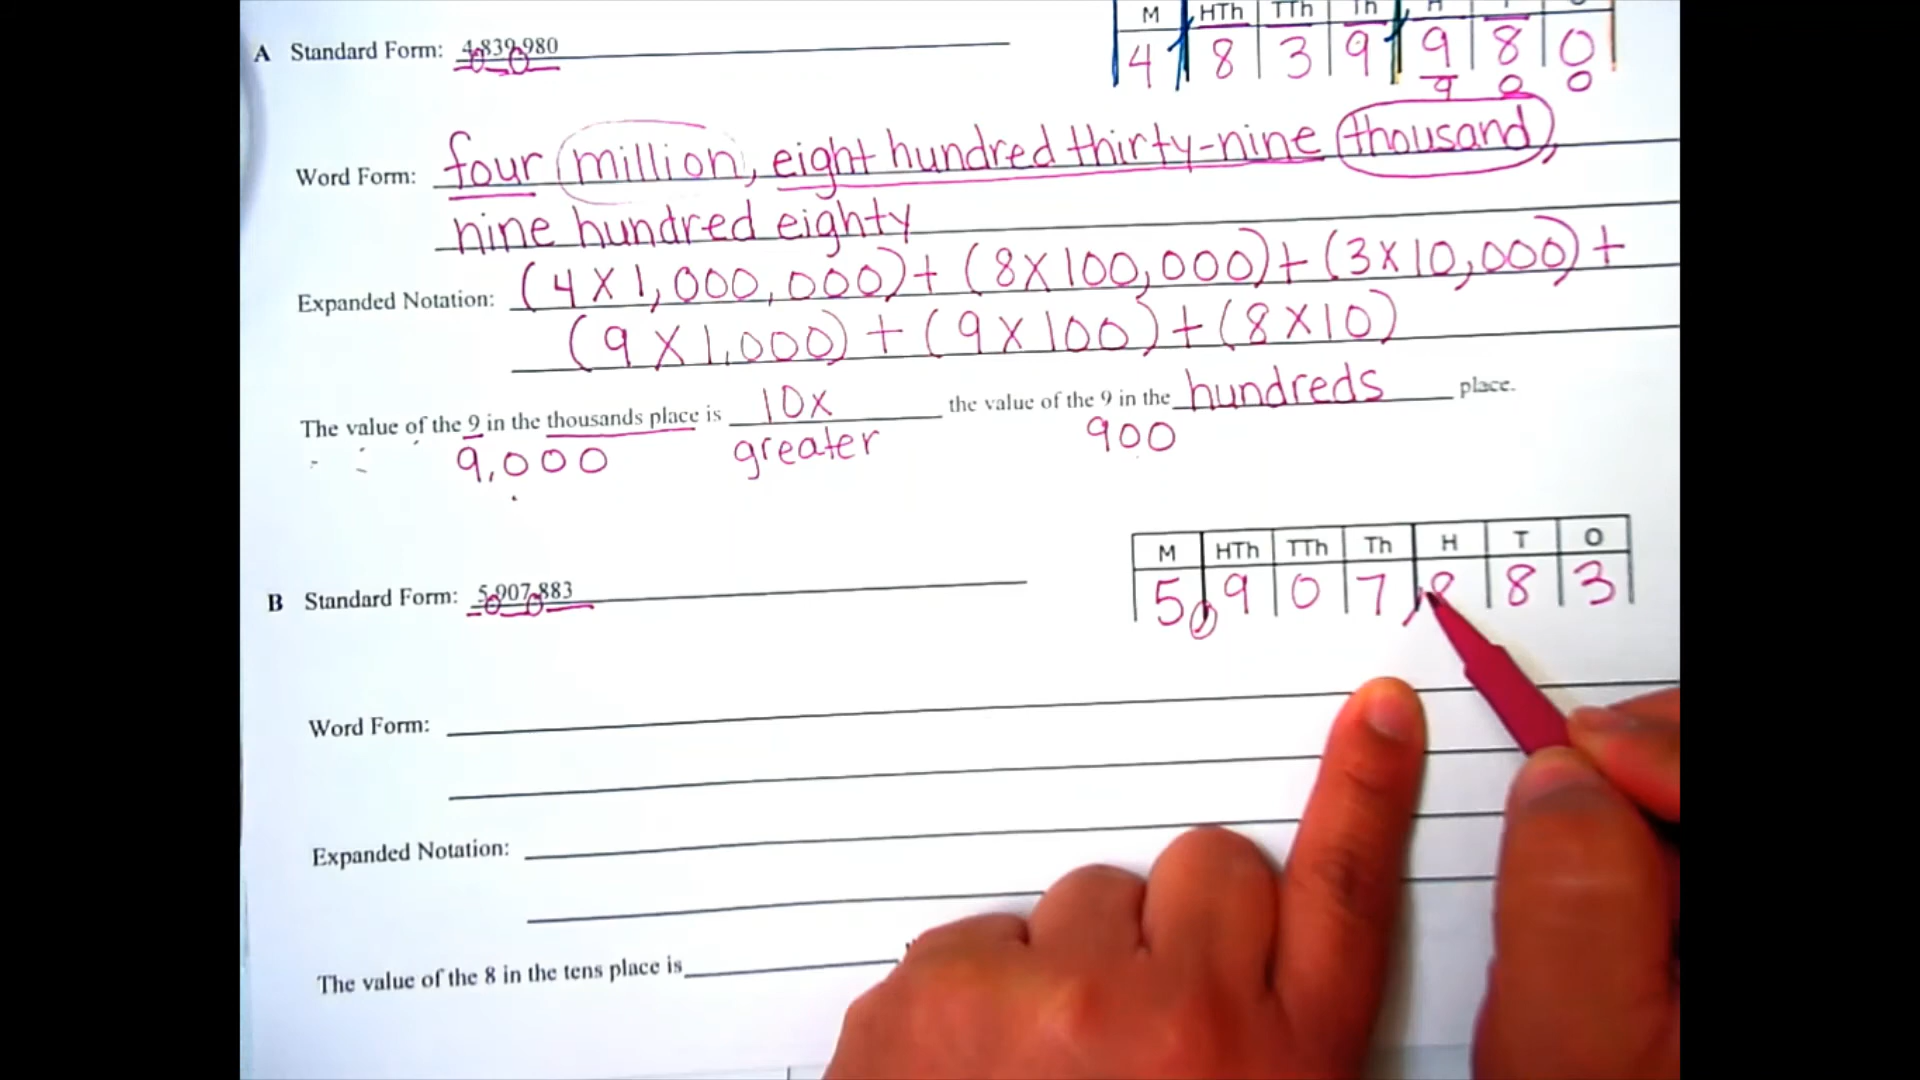 M HTh TTh Th H T
A Standard Form: 4,839,980
4, 8 3 9, 9 8 0
9 8 0
Word Form: four million, eight hundred thirty-nine thousand,
nine hundred eighty
Expanded Notation: (4 X 1,000,000) + (8 X 100,000) + (3 X 10,000) +
(9 X 1,000) + (9 X 100) + (8 X 10)
The value of the 9 in the thousands place is 10x the value of the 9 in the hundreds place.
9,000 greater 900
M HTh TTh Th H T O
5, 9 0 7, 8 8 3
B Standard Form: 5,907,883
Word Form:
Expanded Notation:
The value of the 8 in the tens place is